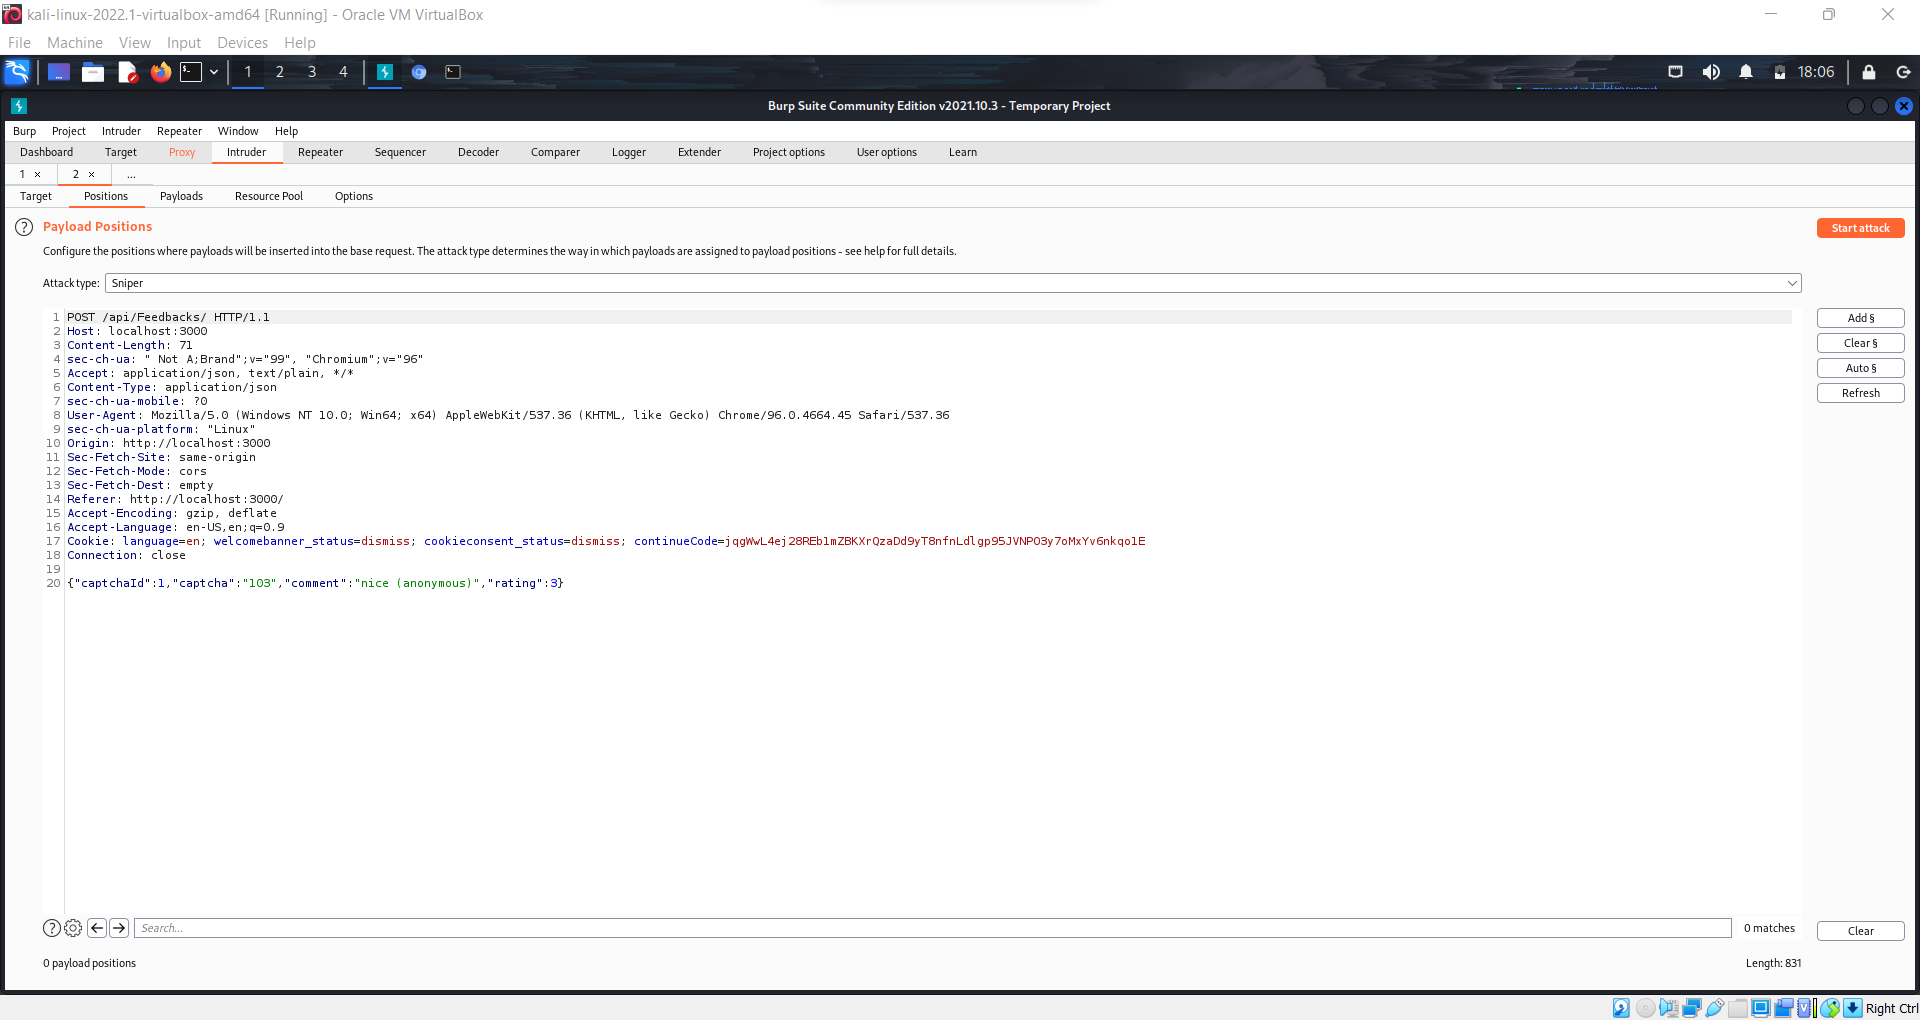 kali-linux-2022.1-virtualbox-amd64 [Running] - Oracle VM VirtualBox
File Machine View Input Devices Help
1 2 3 4 18:06
Burp Suite Community Edition v2021.10.3 - Temporary Project
Burp Project Intruder Repeater Window Help
Dashboard Target Proxy Intruder Repeater Sequencer Decoder Comparer Logger Extender Project options User options Learn
1 × 2 × ...
Target Positions Payloads Resource Pool Options
? Payload Positions Start attack
Configure the positions where payloads will be inserted into the base request. The attack type determines the way in which payloads are assigned to payload positions - see help for full details.
Attack type: Sniper
1 POST /api/Feedbacks/ HTTP/1.1 Add §
2 Host: localhost:3000
3 Content-Length: 71 Clear §
4 sec-ch-ua: " Not A;Brand";v="99", "Chromium";v="96"
5 Accept: application/json, text/plain, */* Auto §
6 Content-Type: application/json Refresh
7 sec-ch-ua-mobile: ?0
8 User-Agent: Mozilla/5.0 (Windows NT 10.0; Win64; x64) AppleWebKit/537.36 (KHTML, like Gecko) Chrome/96.0.4664.45 Safari/537.36
9 sec-ch-ua-platform: "Linux"
10 Origin: http://localhost:3000
11 Sec-Fetch-Site: same-origin
12 Sec-Fetch-Mode: cors
13 Sec-Fetch-Dest: empty
14 Referer: http://localhost:3000/
15 Accept-Encoding: gzip, deflate
16 Accept-Language: en-US,en;q=0.9
17 Cookie: language=en; welcomebanner_status=dismiss; cookieconsent_status=dismiss; continueCode=jqgWwL4ej28REb1mZBKXrQzaDd9yT8nfnLdlgp95JVNPO3y7oMxYv6nkqo1E
18 Connection: close
19
20 {"captchaId":1,"captcha":"103","comment":"nice (anonymous)","rating":3}
? Search... 0 matches Clear
0 payload positions Length: 831
Right Ctrl